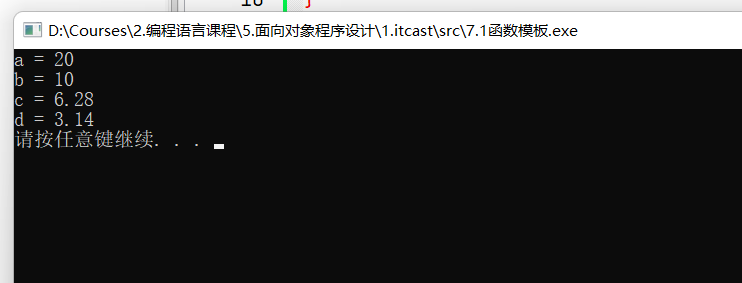 D:\Courses\2.编程语言课程\5.面向对象程序设计\1.itcast\src\7.1函数模板.exe
a = 20
b = 10
c = 6.28
d = 3.14
请按任意键继续. . .